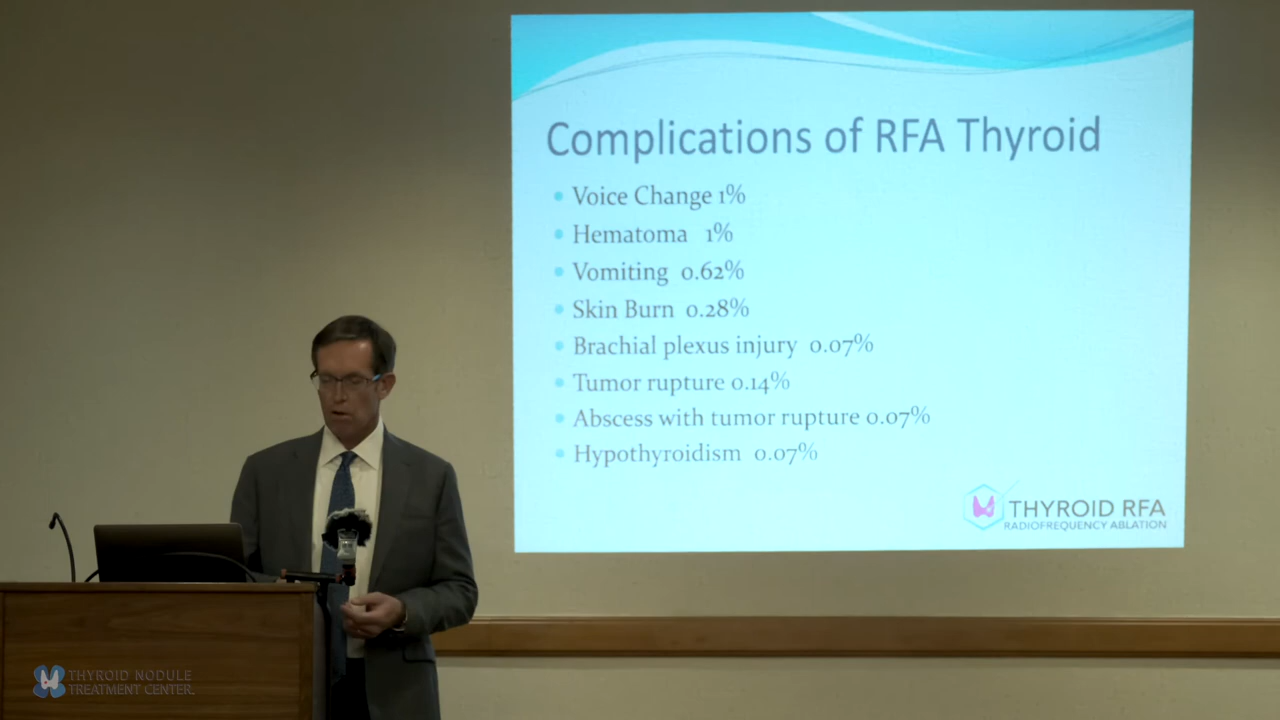 Complications of RFA Thyroid
Voice Change 1%
Hematoma 1%
Vomiting 0.62%
Skin Burn 0.28%
Brachial plexus injury 0.07%
Tumor rupture 0.14%
Abscess with tumor rupture 0.07%
Hypothyroidism 0.07%
THYROID RFA
RADIOFREQUENCY ABLATION
THYROID NODULE
TREATMENT CENTER.